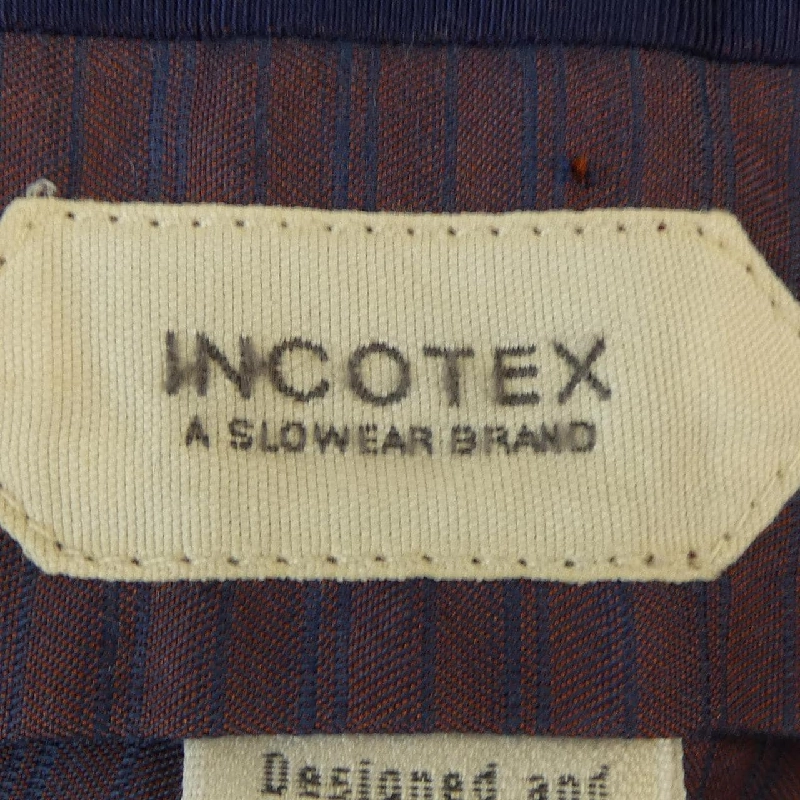 INCOTEX
A SLOWEAR BRAND
Designed and